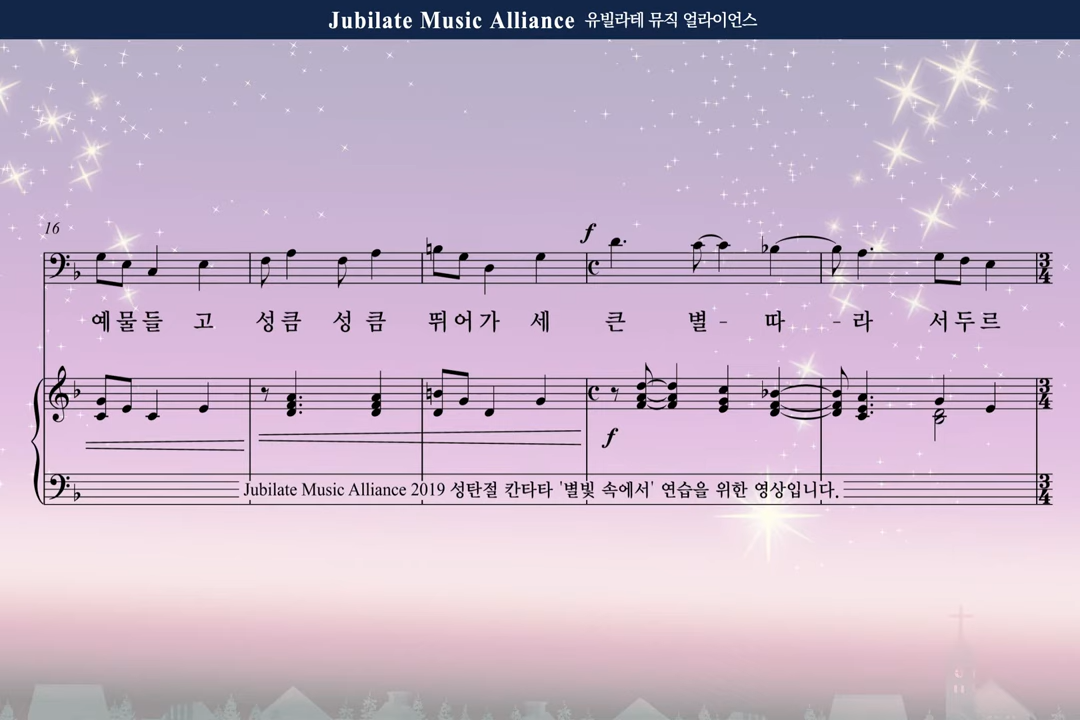 Jubilate Music Alliance 유빌라테 뮤직 얼라이언스
16
f
예물들 고 성큼 성큼 뛰어가 세 큰 별 - 따 - 라 서두르
f
Jubilate Music Alliance 2019 성탄절 칸타타 '별빛 속에서' 연습을 위한 영상입니다.